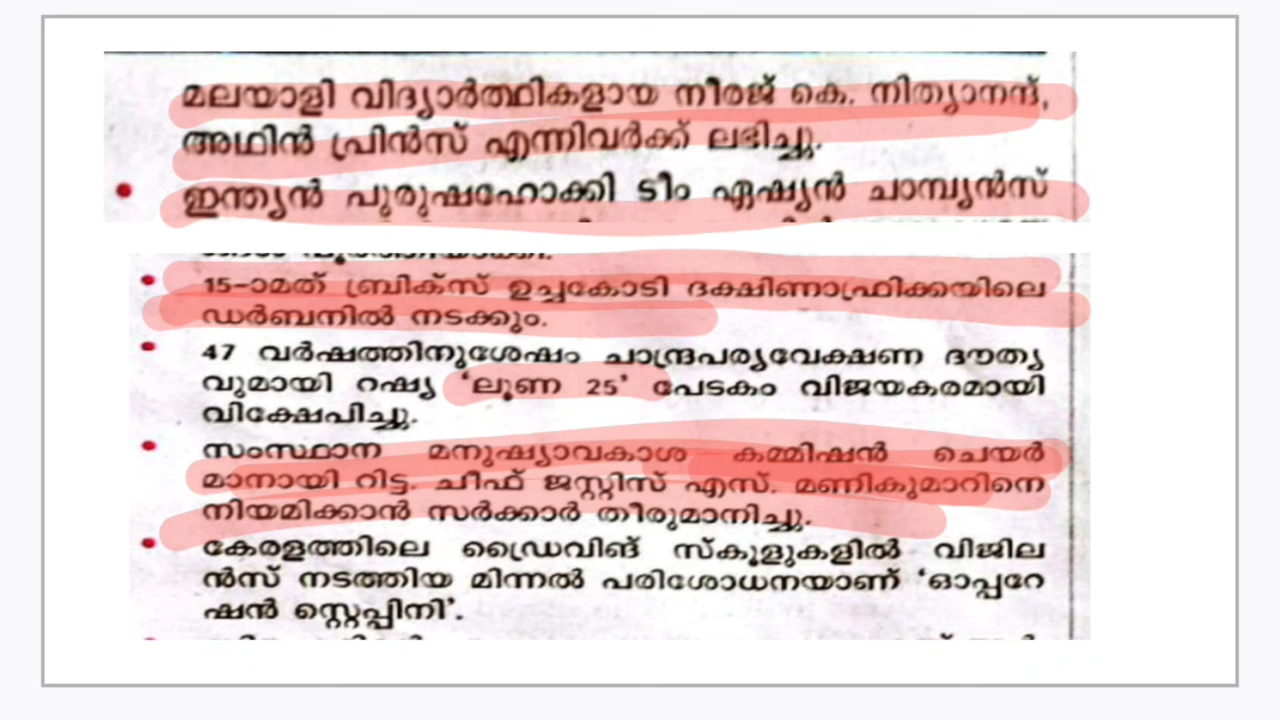 മലയാളി വിദ്യാർത്ഥികളായ നീരജ് കെ. നിത്യാനന്ദ്,
അഥിൻ പ്രിൻസ് എന്നിവർക്ക് ലഭിച്ചു.
ഇന്ത്യൻ പുരുഷഹോക്കി ടീം ഏഷ്യൻ ചാമ്പ്യൻസ്
15-ാമത് ബ്രിക്സ് ഉച്ചകോടി ദക്ഷിണാഫ്രിക്കയിലെ
ഡർബനിൽ നടക്കും.
47 വർഷത്തിനുശേഷം ചാന്ദ്രപര്യവേക്ഷണ ദൗത്യ
വുമായി റഷ്യ 'ലൂണ 25' പേടകം വിജയകരമായി
വിക്ഷേപിച്ചു.
സംസ്ഥാന മനുഷ്യാവകാശ കമ്മിഷൻ ചെയർ
മാനായി റിട്ട. ചീഫ് ജസ്റ്റിസ് എസ്. മണികുമാറിനെ
നിയമിക്കാൻ സർക്കാർ തീരുമാനിച്ചു.
കേരളത്തിലെ ഡ്രൈവിങ് സ്കൂളുകളിൽ വിജില
ൻസ് നടത്തിയ മിന്നൽ പരിശോധനയാണ് 'ഓപ്പറേ
ഷൻ സ്റ്റെപ്പിനി'.